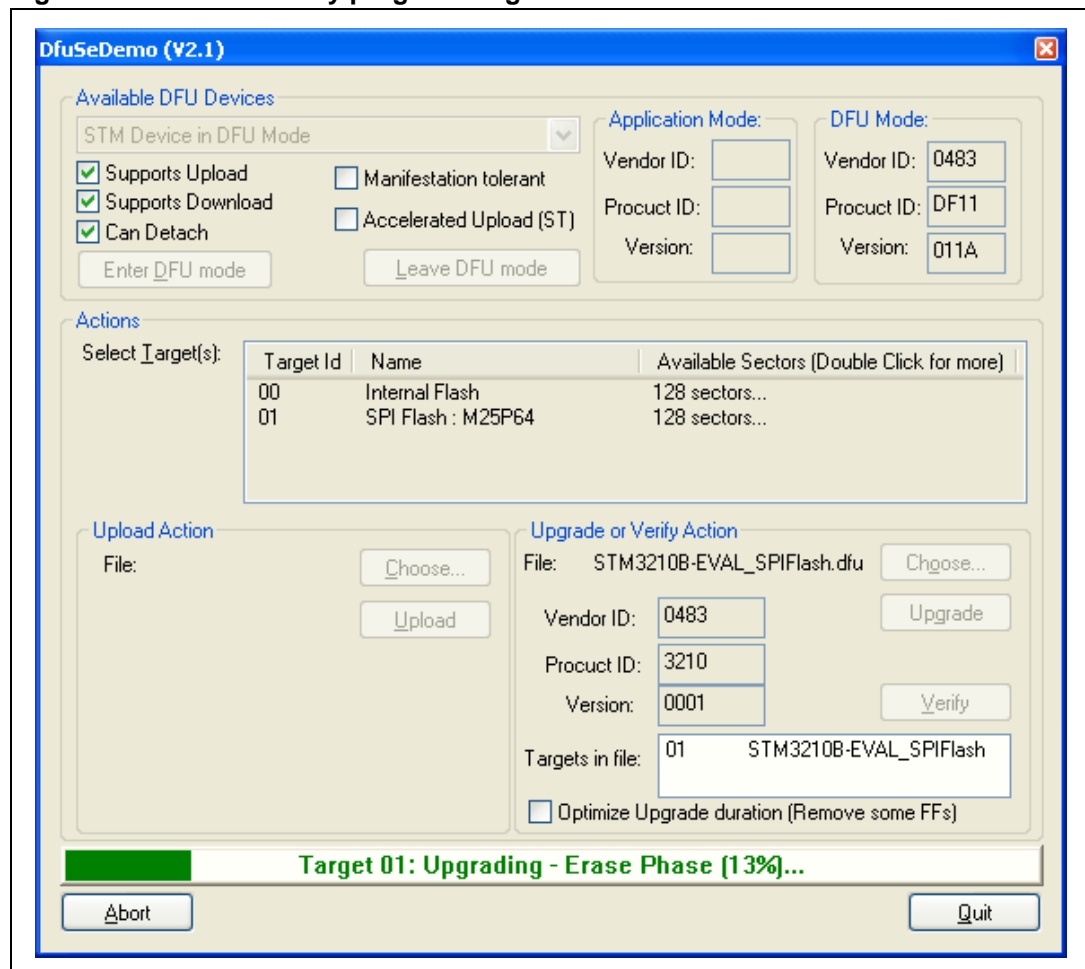 DfuSeDemo (V2.1)
Available DFU Devices
STM Device in DFU Mode
Supports Upload
Supports Download
Can Detach
Manifestation tolerant
Accelerated Upload (ST)
Enter DFU mode
Leave DFU mode
Application Mode:
Vendor ID:
Procuct ID:
Version:
DFU Mode:
Vendor ID: 0483
Procuct ID: DF11
Version: 011A
Actions
Select Target(s):
Target Id Name Available Sectors (Double Click for more)
00 Internal Flash 128 sectors...
01 SPI Flash : M25P64 128 sectors...
Upload Action
File:
Choose...
Upload
Upgrade or Verify Action
File: STM3210B-EVAL_SPIFlash.dfu Choose...
Vendor ID: 0483 Upgrade
Procuct ID: 3210
Version: 0001 Verify
Targets in file: 01 STM3210B-EVAL_SPIFlash
Optimize Upgrade duration (Remove some FFs)
Target 01: Upgrading - Erase Phase (13%)...
Abort Quit